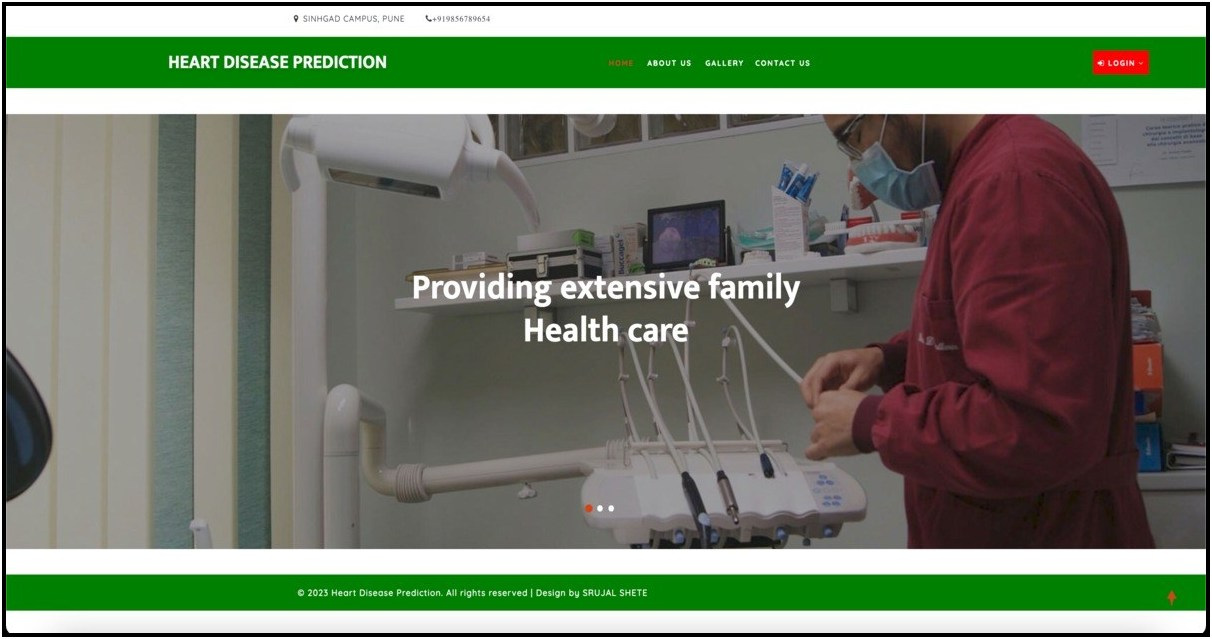 SINHGAD CAMPUS, PUNE +919856789654
HEART DISEASE PREDICTION
HOME ABOUT US GALLERY CONTACT US
LOGIN
Providing extensive family
Health care
© 2023 Heart Disease Prediction. All rights reserved | Design by SRUJAL SHETE